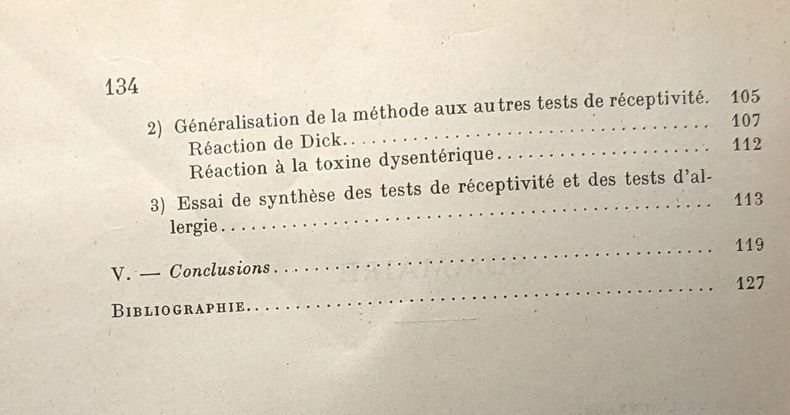 134
2) Généralisation de la méthode aux autres tests de réceptivité. 105
Réaction de Dick........................................ 107
Réaction à la toxine dysentérique........................ 112
3) Essai de synthèse des tests de réceptivité et des tests d'al-
lergie.................................................. 113
V. — Conclusions............................................. 119
BIBLIOGRAPHIE................................................ 127